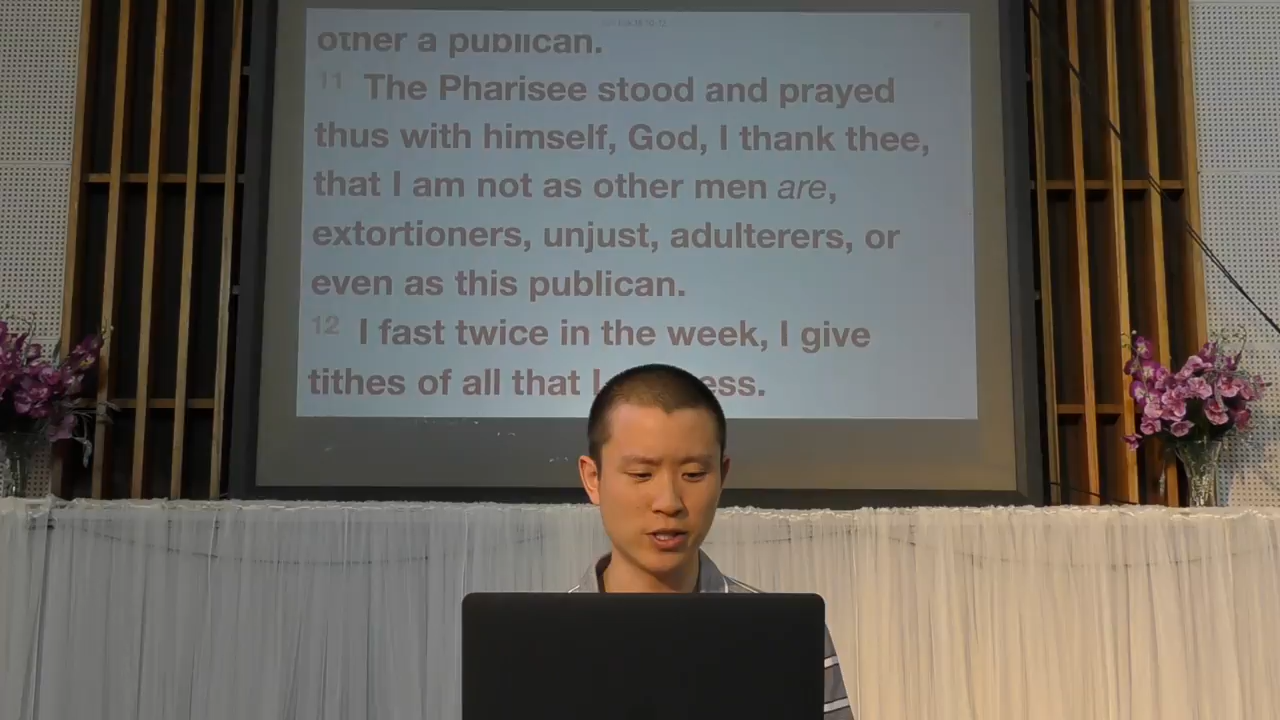 other a publican.
11 The Pharisee stood and prayed
thus with himself, God, I thank thee,
that I am not as other men are,
extortioners, unjust, adulterers, or
even as this publican.
12 I fast twice in the week, I give
tithes of all that I ess.